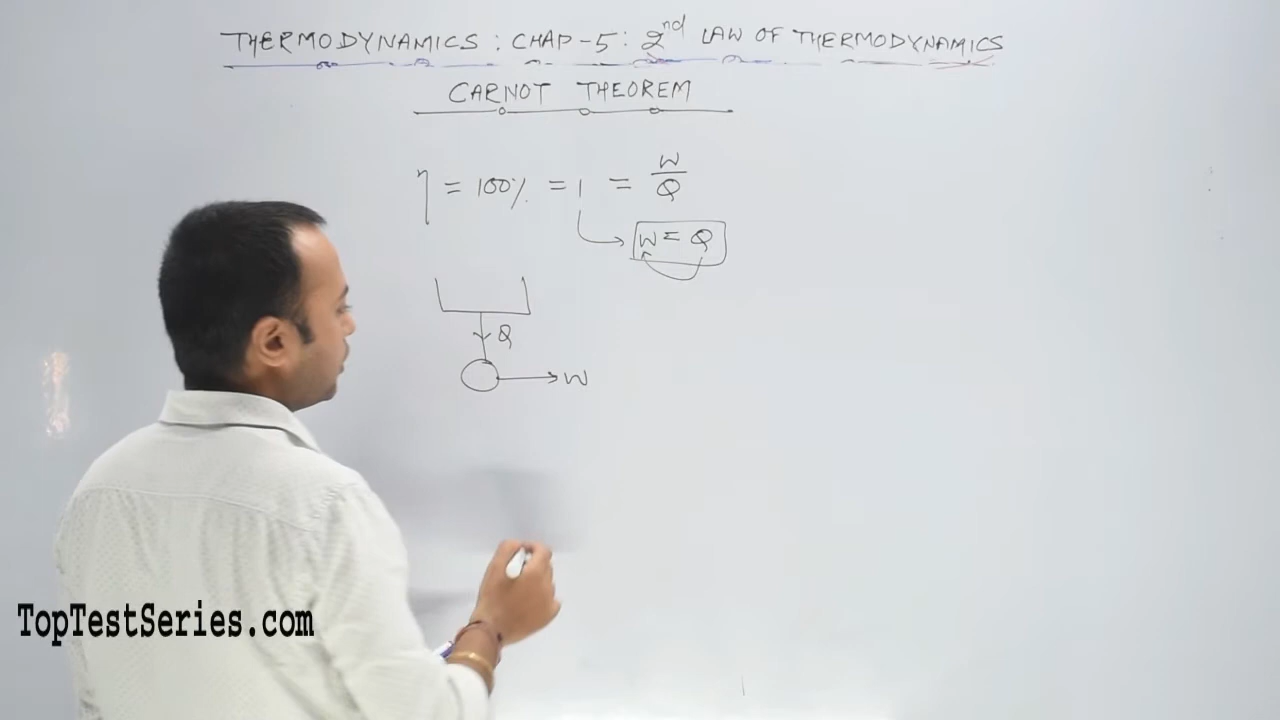 THERMODYNAMICS : CHAP-5 : 2nd LAW OF THERMODYNAMICS
CARNOT THEOREM
η = 100% = 1 = W/Q
W = Q
Q
W
TopTestSeries.com